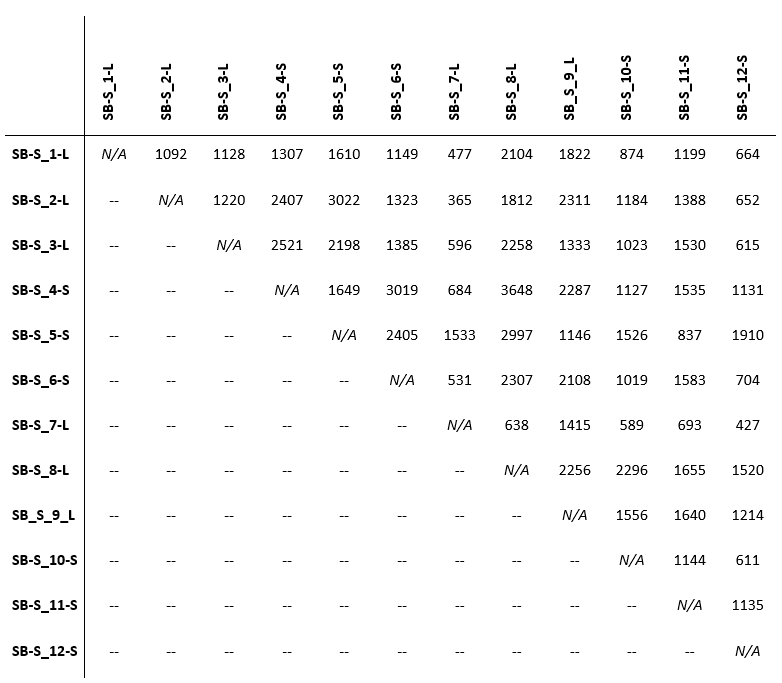 SB-S_1-L SB-S_2-L SB-S_3-L SB-S_4-S SB-S_5-S SB-S_6-S SB-S_7-L SB-S_8-L SB_S_9_L SB-S_10-S SB-S_11-S SB-S_12-S
SB-S_1-L N/A 1092 1128 1307 1610 1149 477 2104 1822 874 1199 664
SB-S_2-L -- N/A 1220 2407 3022 1323 365 1812 2311 1184 1388 652
SB-S_3-L -- -- N/A 2521 2198 1385 596 2258 1333 1023 1530 615
SB-S_4-S -- -- -- N/A 1649 3019 684 3648 2287 1127 1535 1131
SB-S_5-S -- -- -- -- N/A 2405 1533 2997 1146 1526 837 1910
SB-S_6-S -- -- -- -- -- N/A 531 2307 2108 1019 1583 704
SB-S_7-L -- -- -- -- -- -- N/A 638 1415 589 693 427
SB-S_8-L -- -- -- -- -- -- -- N/A 2256 2296 1655 1520
SB_S_9_L -- -- -- -- -- -- -- -- N/A 1556 1640 1214
SB-S_10-S -- -- -- -- -- -- -- -- -- N/A 1144 611
SB-S_11-S -- -- -- -- -- -- -- -- -- -- N/A 1135
SB-S_12-S -- -- -- -- -- -- -- -- -- -- -- N/A